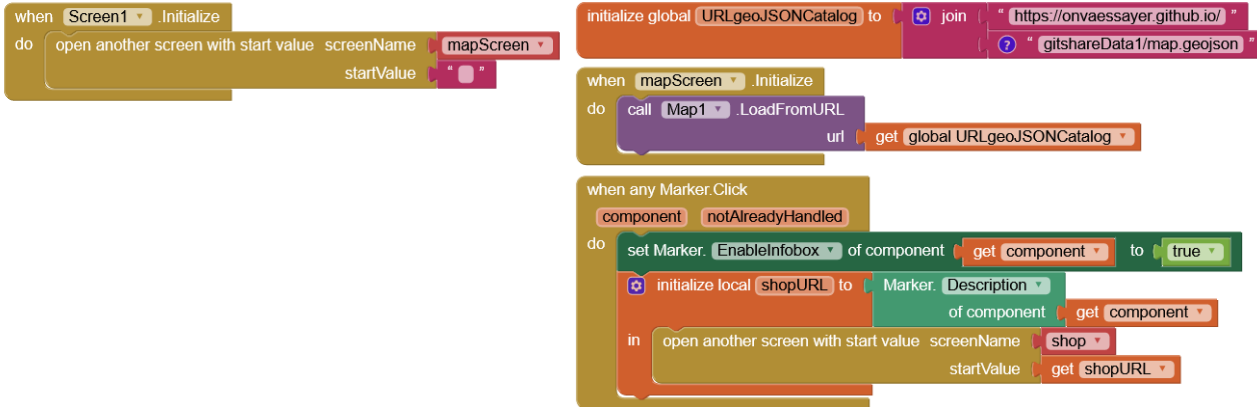 when Screen1 .Initialize
do open another screen with start value screenName mapScreen
startValue " "
initialize global URLgeoJSONCatalog to join " https://onvaessayer.github.io/ "
? " gitshareData1/map.geojson "
when mapScreen .Initialize
do call Map1 .LoadFromURL
url get global URLgeoJSONCatalog
when any Marker.Click
component notAlreadyHandled
do set Marker. EnableInfobox of component get component to true
initialize local shopURL to Marker. Description
of component get component
in open another screen with start value screenName shop
startValue get shopURL